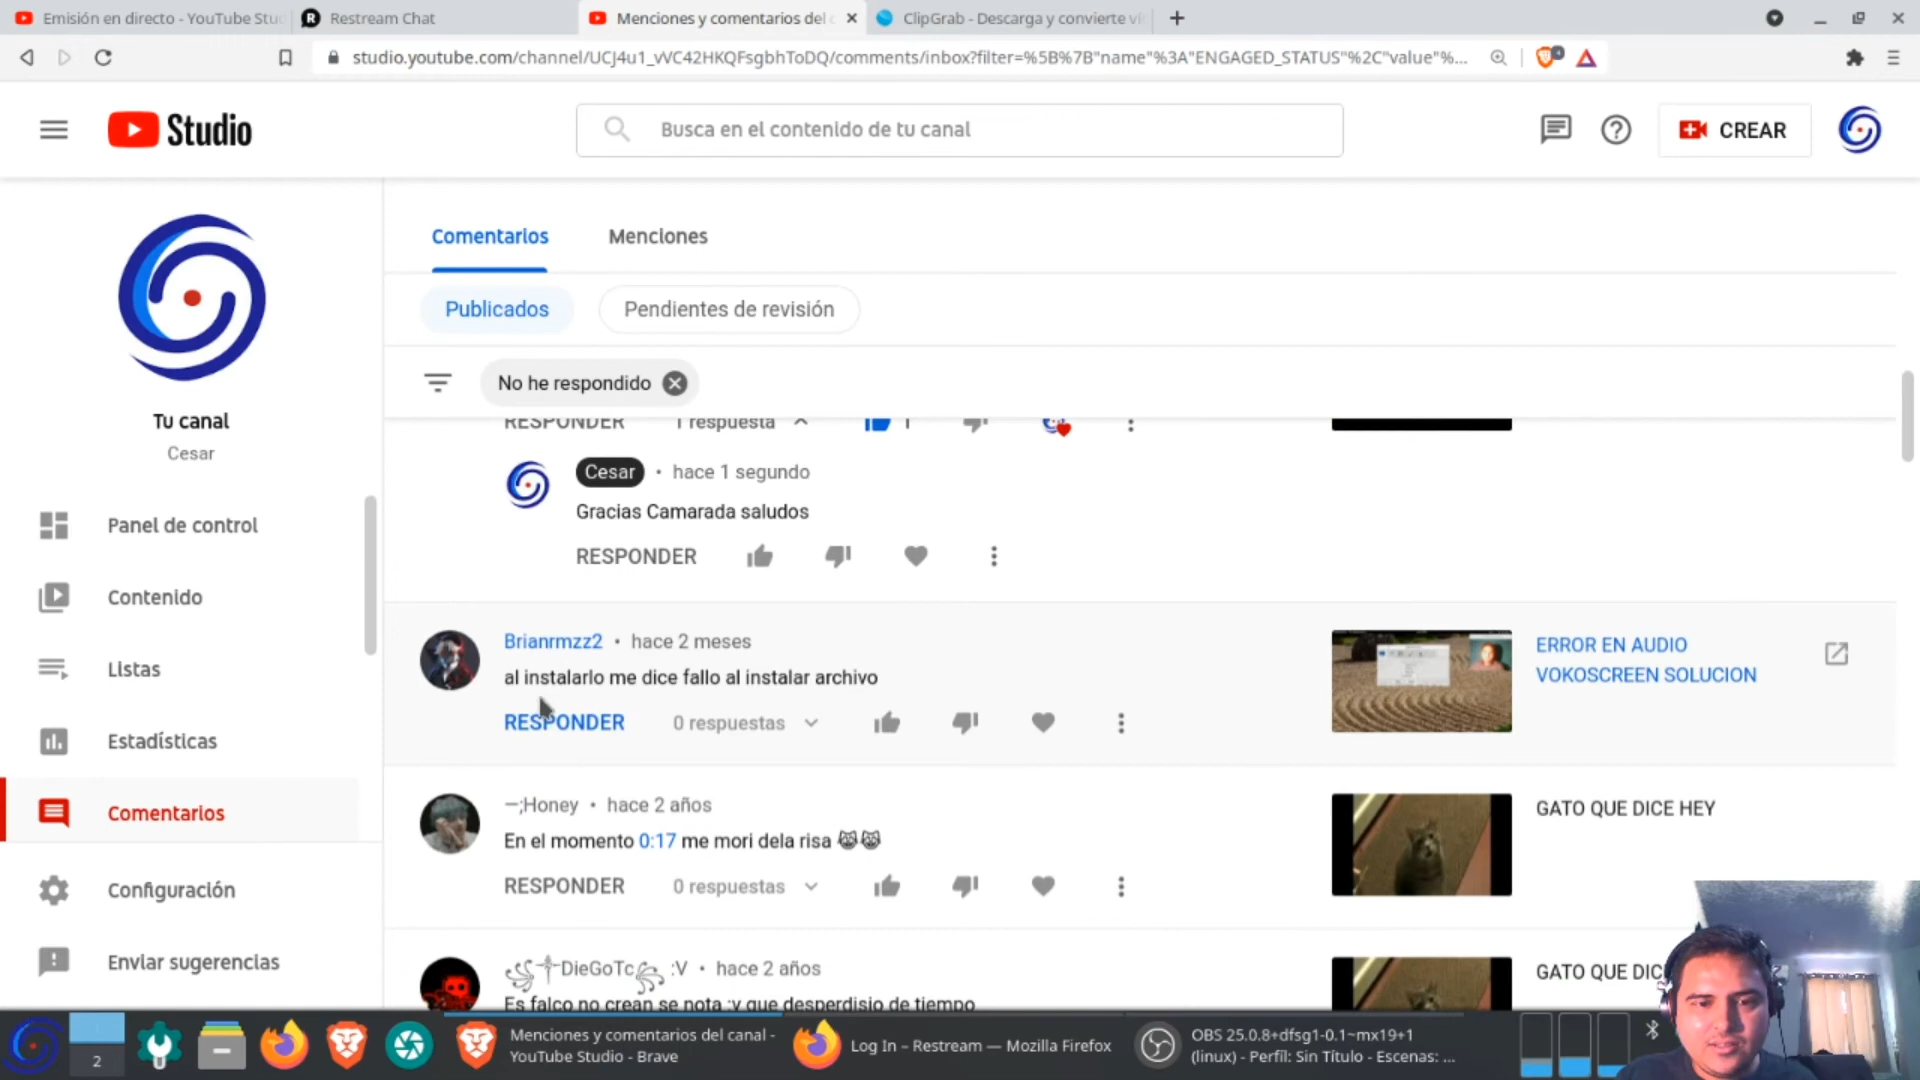 Emisión en directo - YouTube Stu
Restream Chat
Menciones y comentarios del c
ClipGrab - Descarga y convierte vi
studio.youtube.com/channel/UCJ4u1_vVC42HKQFsgbhToDQ/comments/inbox?filter=%5B%7B"name"%3A"ENGAGED_STATUS"%2C"value"%...
Studio
Busca en el contenido de tu canal
CREAR
Tu canal
Cesar
Panel de control
Contenido
Listas
Estadísticas
Comentarios
Configuración
Enviar sugerencias
Comentarios
Menciones
Publicados
Pendientes de revisión
No he respondido
RESPONDER
1 respuesta
1
Cesar • hace 1 segundo
Gracias Camarada saludos
RESPONDER
Brianrmzz2 • hace 2 meses
al instalarlo me dice fallo al instalar archivo
RESPONDER
0 respuestas
ERROR EN AUDIO
VOKOSCREEN SOLUCION
—;Honey • hace 2 años
En el momento 0:17 me mori dela risa 😹😹
RESPONDER
0 respuestas
GATO QUE DICE HEY
DieGoTc :V • hace 2 años
Es falco no crean se nota :v que desperdisio de tiempo
GATO QUE DIC
2
Menciones y comentarios del canal -
YouTube Studio - Brave
Log In – Restream — Mozilla Firefox
OBS 25.0.8+dfsg1-0.1~mx19+1
(linux) - Perfil: Sin Título - Escenas: ...